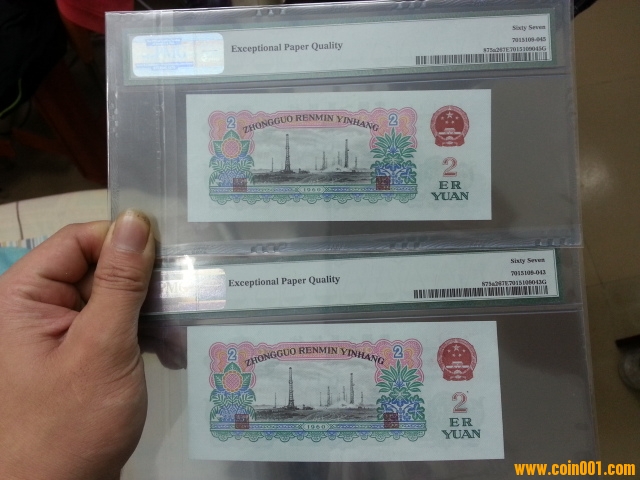 Exceptional Paper Quality
Sixty Seven
7015109-043
2
ZHONGGUO RENMIN YINHANG
2
1960
2
ER
YUAN
Exceptional Paper Quality
Sixty Seven
7015109-043
2
ZHONGGUO RENMIN YINHANG
2
1960
2
ER
YUAN
www.coin001.com